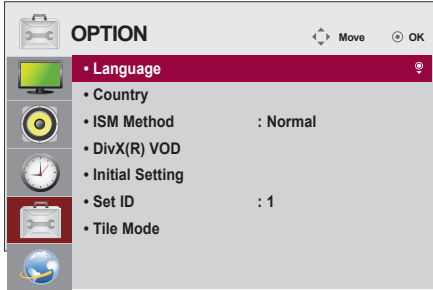 OPTION Move OK
• Language
• Country
• ISM Method : Normal
• DivX(R) VOD
• Initial Setting
• Set ID : 1
• Tile Mode